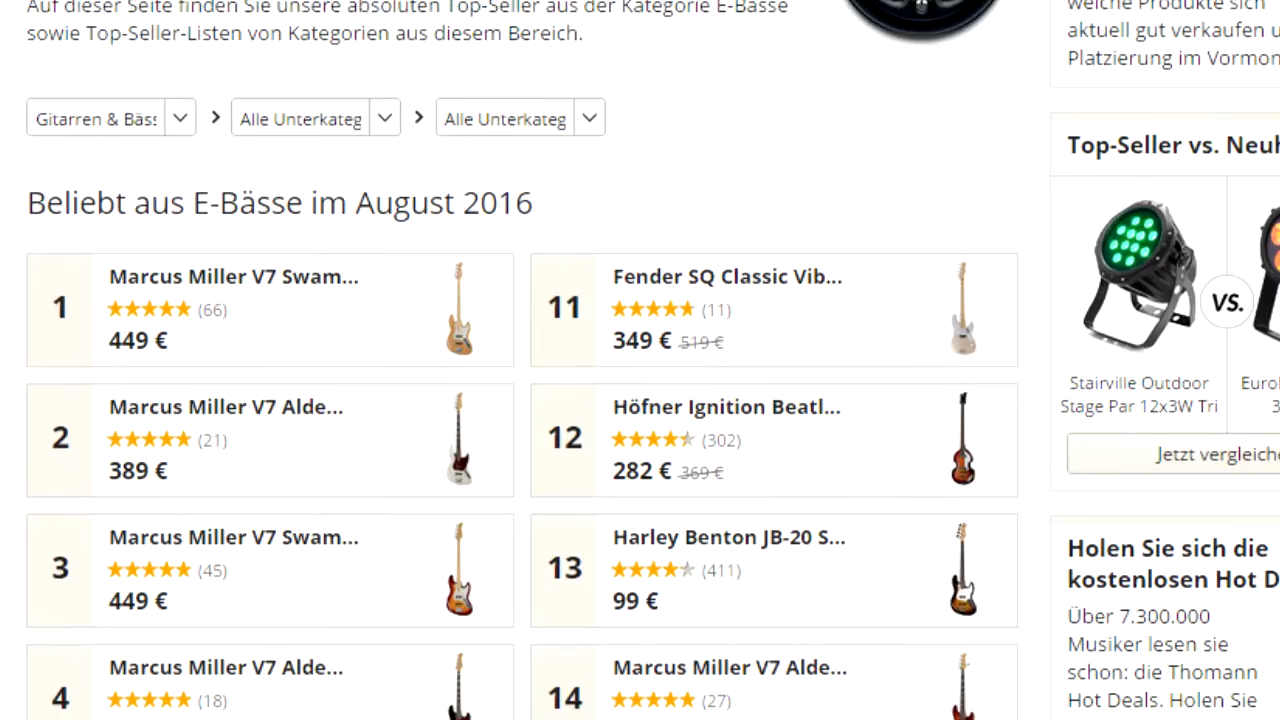 Auf dieser Seite finden Sie unsere absoluten Top-Seller aus der Kategorie E-Bässe
sowie Top-Seller-Listen von Kategorien aus diesem Bereich.
Gitarren & Bäss
Alle Unterkateg
Alle Unterkateg
Beliebt aus E-Bässe im August 2016
1
Marcus Miller V7 Swam...
(66)
449 €
2
Marcus Miller V7 Alde...
(21)
389 €
3
Marcus Miller V7 Swam...
(45)
449 €
4
Marcus Miller V7 Alde...
(18)
11
Fender SQ Classic Vib...
(11)
349 € 519 €
12
Höfner Ignition Beatl...
(302)
282 € 369 €
13
Harley Benton JB-20 S...
(411)
99 €
14
Marcus Miller V7 Alde...
(27)
welche Produkte sich
aktuell gut verkaufen u
Platzierung im Vormon
Top-Seller vs. Neuh
VS.
Stairville Outdoor
Stage Par 12x3W Tri
Eurol
3
Jetzt vergleiche
Holen Sie sich die
kostenlosen Hot D
Über 7.300.000
Musiker lesen sie
schon: die Thomann
Hot Deals. Holen Sie